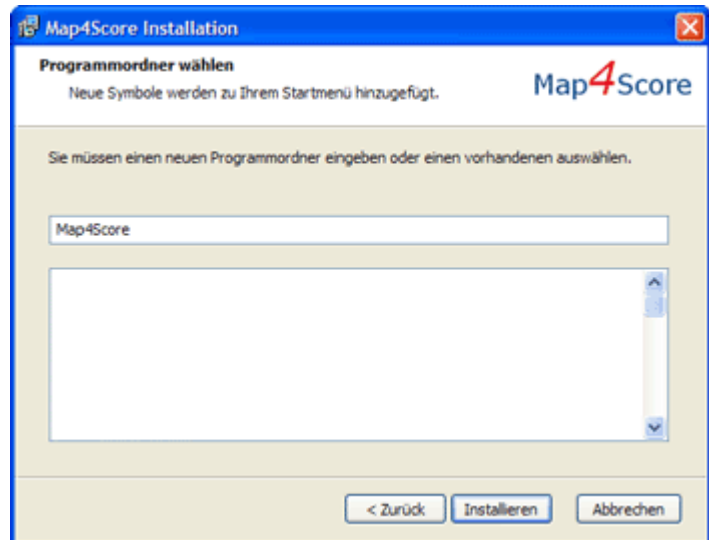 Map4Score Installation
Programmordner wählen
Neue Symbole werden zu Ihrem Startmenü hinzugefügt.
Map4Score
Sie müssen einen neuen Programmordner eingeben oder einen vorhandenen auswählen.
Map4Score
< Zurück
Installieren
Abbrechen